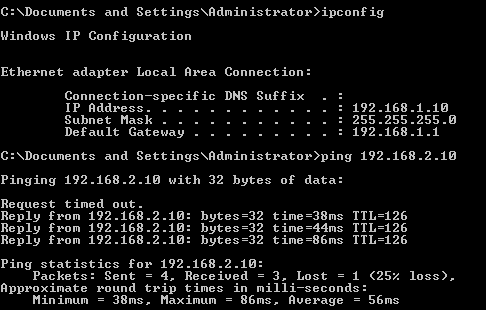 C:\Documents and Settings\Administrator>ipconfig
Windows IP Configuration
Ethernet adapter Local Area Connection:
Connection-specific DNS Suffix . :
IP Address. . . . . . . . . . . . : 192.168.1.10
Subnet Mask . . . . . . . . . . . : 255.255.255.0
Default Gateway . . . . . . . . . : 192.168.1.1
C:\Documents and Settings\Administrator>ping 192.168.2.10
Pinging 192.168.2.10 with 32 bytes of data:
Request timed out.
Reply from 192.168.2.10: bytes=32 time=38ms TTL=126
Reply from 192.168.2.10: bytes=32 time=44ms TTL=126
Reply from 192.168.2.10: bytes=32 time=86ms TTL=126
Ping statistics for 192.168.2.10:
Packets: Sent = 4, Received = 3, Lost = 1 (25% loss),
Approximate round trip times in milli-seconds:
Minimum = 38ms, Maximum = 86ms, Average = 56ms